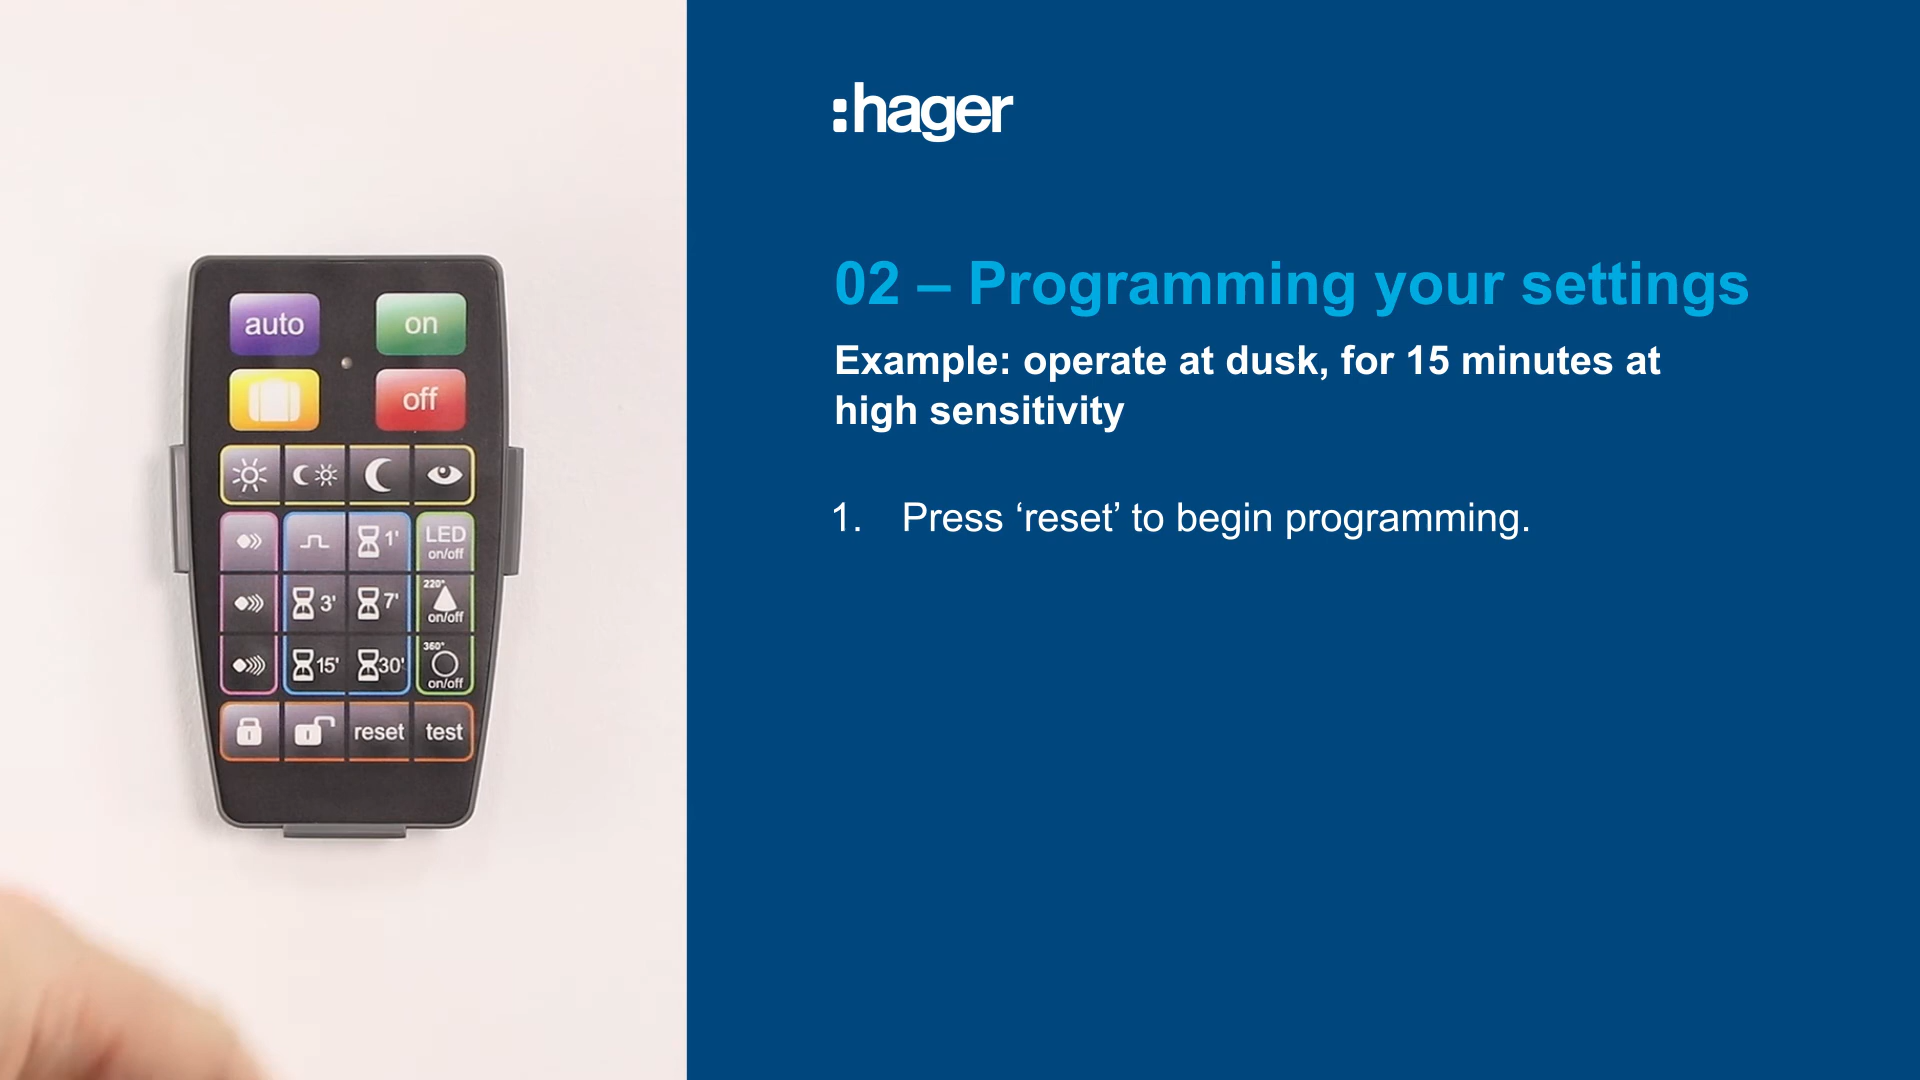 :hager
02 – Programming your settings
Example: operate at dusk, for 15 minutes at
high sensitivity
1. Press ‘reset’ to begin programming.
auto
on
off
1'
LED
on/off
3'
7'
220°
on/off
15'
30'
360°
on/off
reset
test